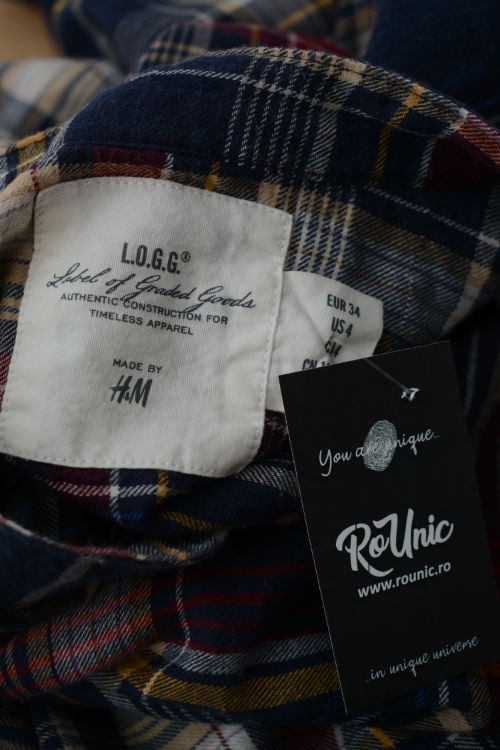 L.O.G.G.®
Label of Graded Goods
AUTHENTIC CONSTRUCTION FOR
TIMELESS APPAREL
MADE BY
H&M
EUR 34
US 4
CN
You are unique...
RoUnic
www.rounic.ro
...in unique universe